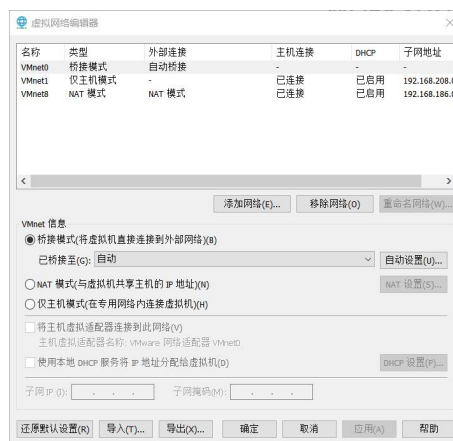 虚拟网络编辑器
名称 类型 外部连接 主机连接 DHCP 子网地址
VMnet0 桥接模式 自动桥接 - - -
VMnet1 仅主机模式 - 已连接 已启用 192.168.208.0
VMnet8 NAT 模式 NAT 模式 已连接 已启用 192.168.186.0
添加网络(E)... 移除网络(O) 重命名网络(W)...
VMnet 信息
桥接模式(将虚拟机直接连接到外部网络)(B)
已桥接至(G): 自动 自动设置(U)...
NAT 模式(与虚拟机共享主机的 IP 地址)(N) NAT 设置(S)...
仅主机模式(在专用网络内连接虚拟机)(H)
将主机虚拟适配器连接到此网络(V)
主机虚拟适配器名称: VMware 网络适配器 VMnet0
使用本地 DHCP 服务将 IP 地址分配给虚拟机(D) DHCP 设置(P)...
子网 IP (I): . . . 子网掩码(M): . . .
还原默认设置(R) 导入(T)... 导出(X)... 确定 取消 应用(A) 帮助